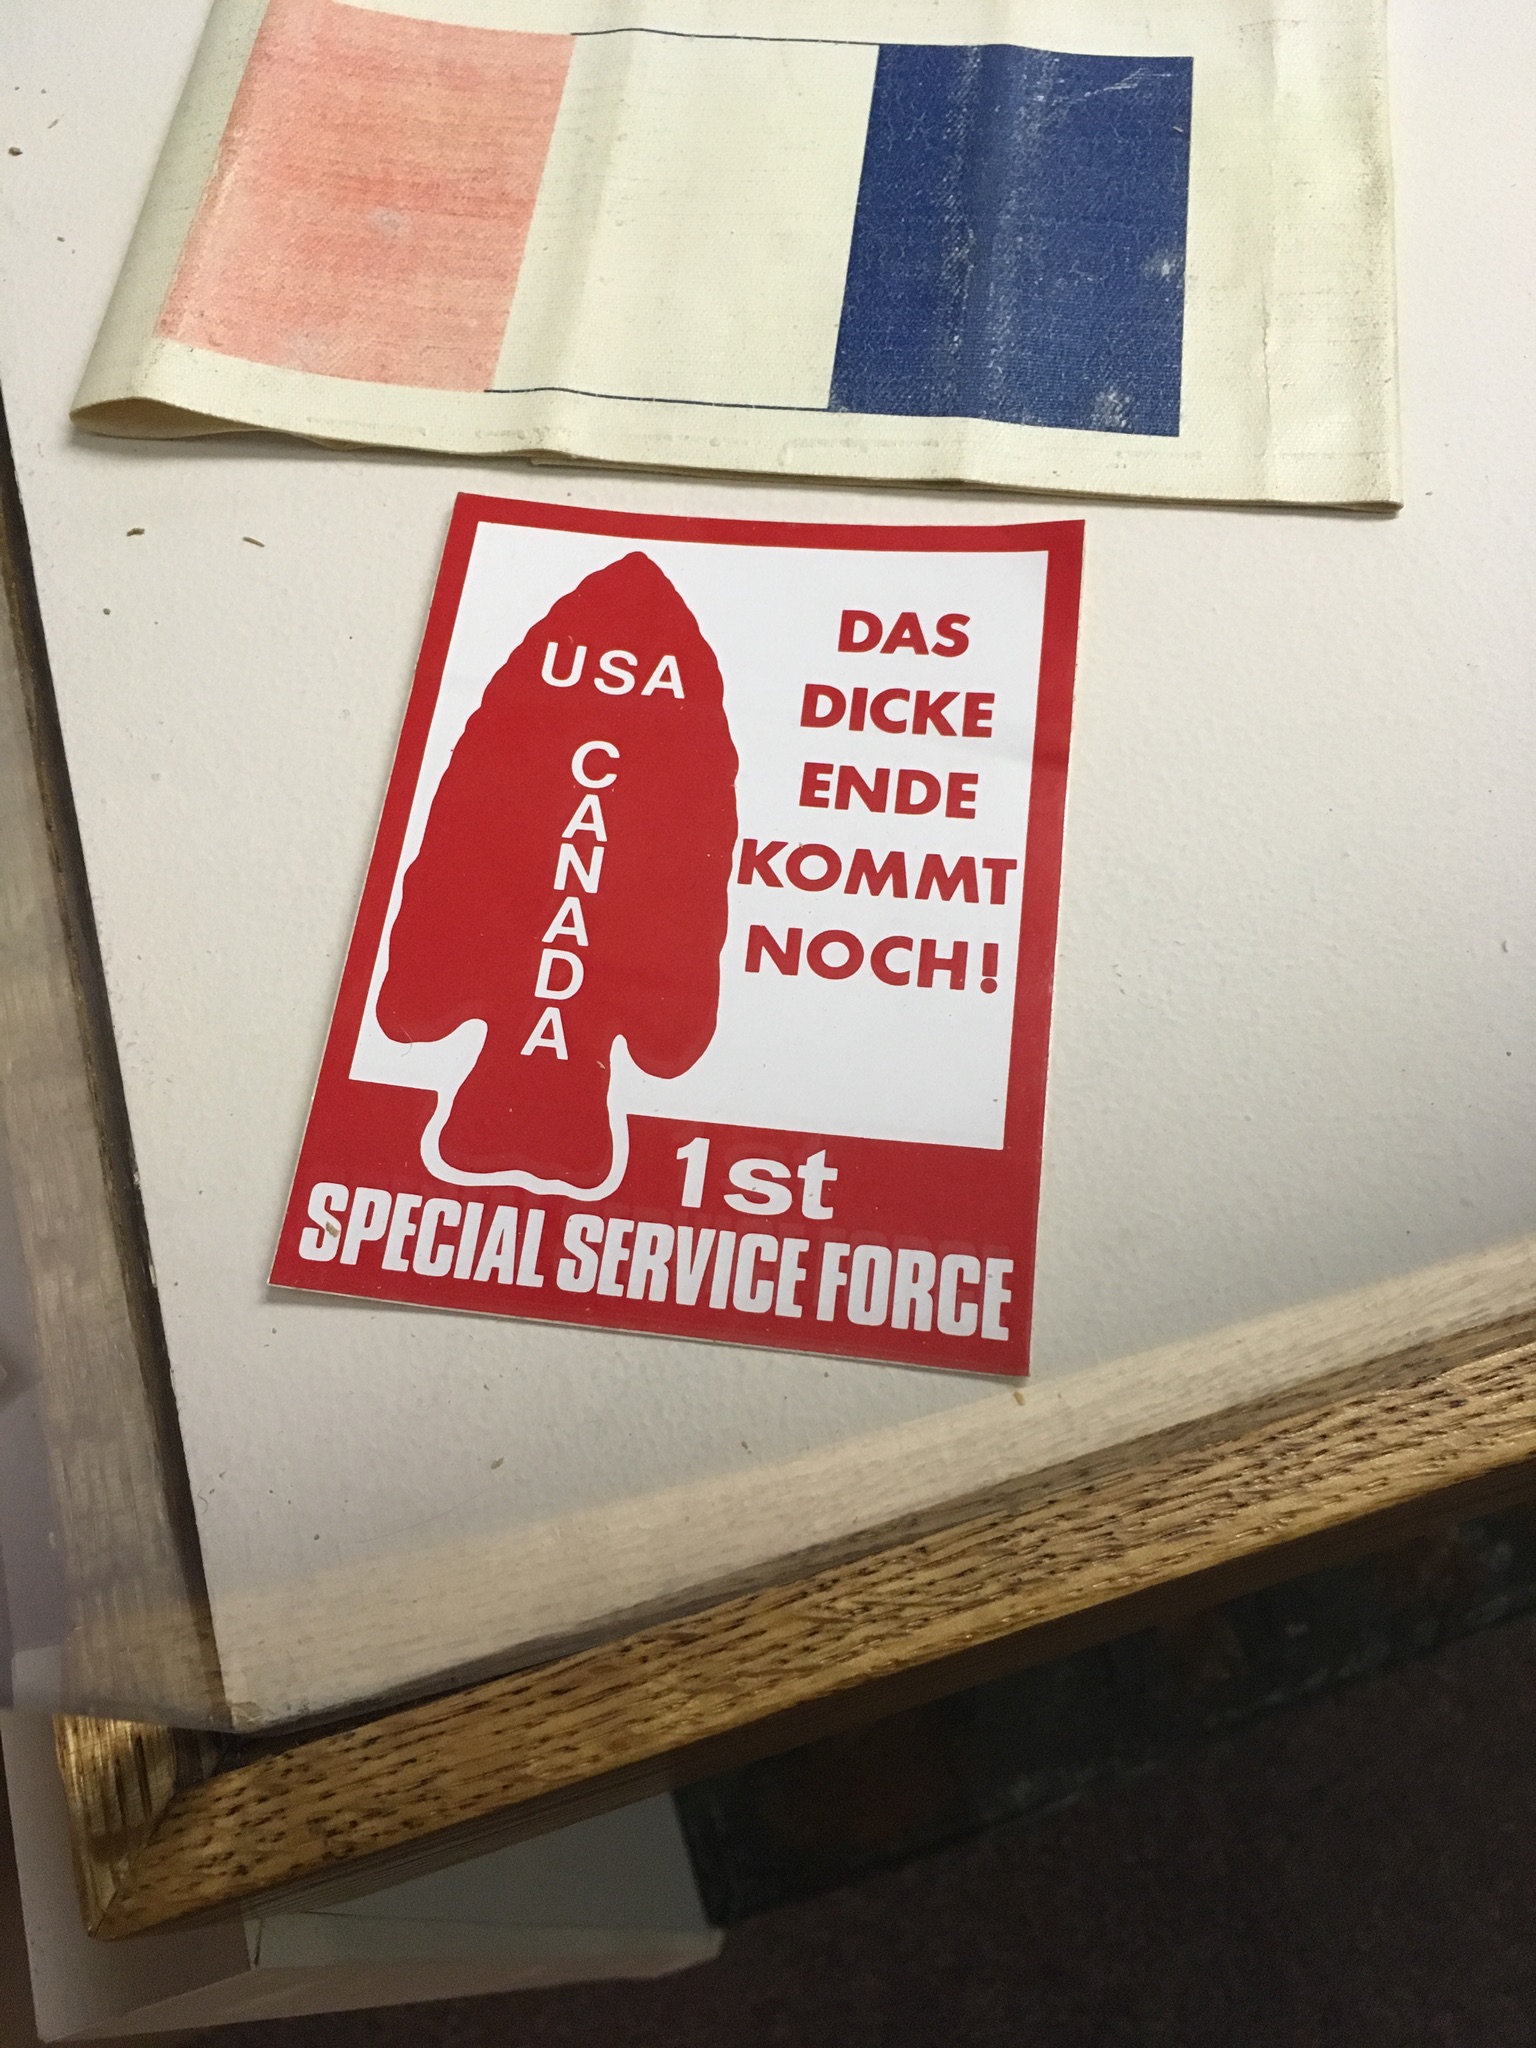 USA
CANADA
DAS
DICKE
ENDE
KOMMT
NOCH!
1st
SPECIAL SERVICE FORCE